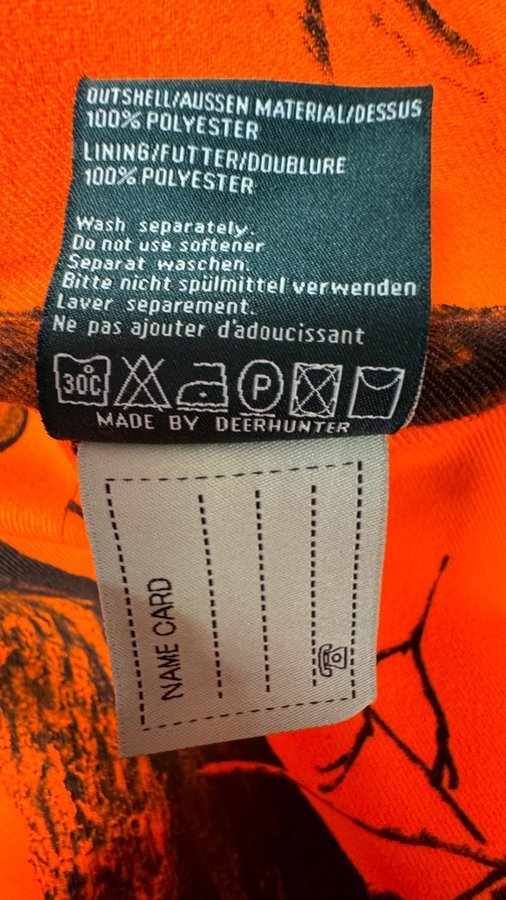 OUTSHELL/AUSSEN MATERIAL/DESSUS
100% POLYESTER
LINING/FUTTER/DOUBLURE
100% POLYESTER
Wash separately.
Do not use softener
Separat waschen.
Bitte nicht spülmittel verwenden
Laver separement.
Ne pas ajouter d'adoucissant
30C P
MADE BY DEERHUNTER
NAME CARD